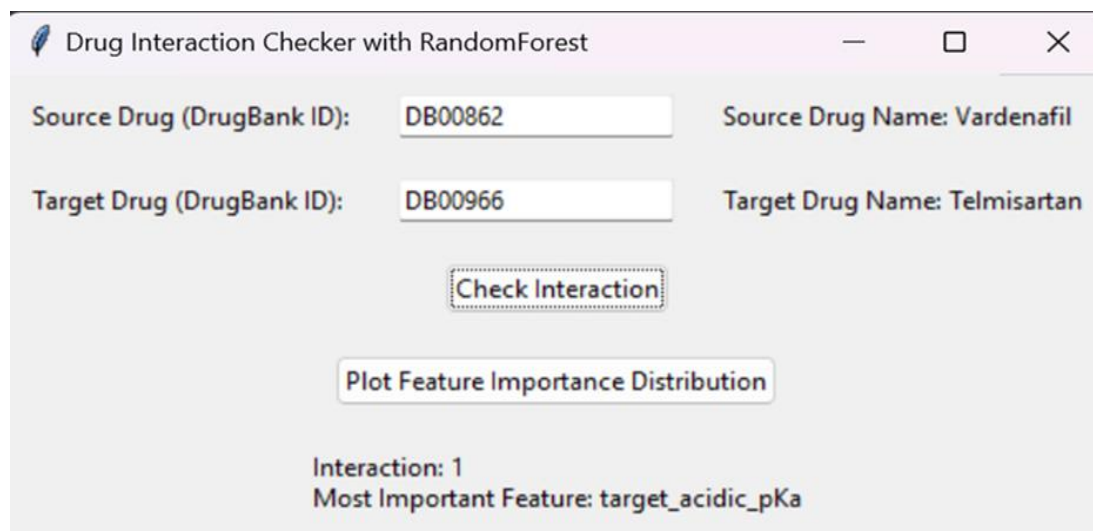 Drug Interaction Checker with RandomForest
Source Drug (DrugBank ID): DB00862 Source Drug Name: Vardenafil
Target Drug (DrugBank ID): DB00966 Target Drug Name: Telmisartan
Check Interaction
Plot Feature Importance Distribution
Interaction: 1
Most Important Feature: target_acidic_pKa